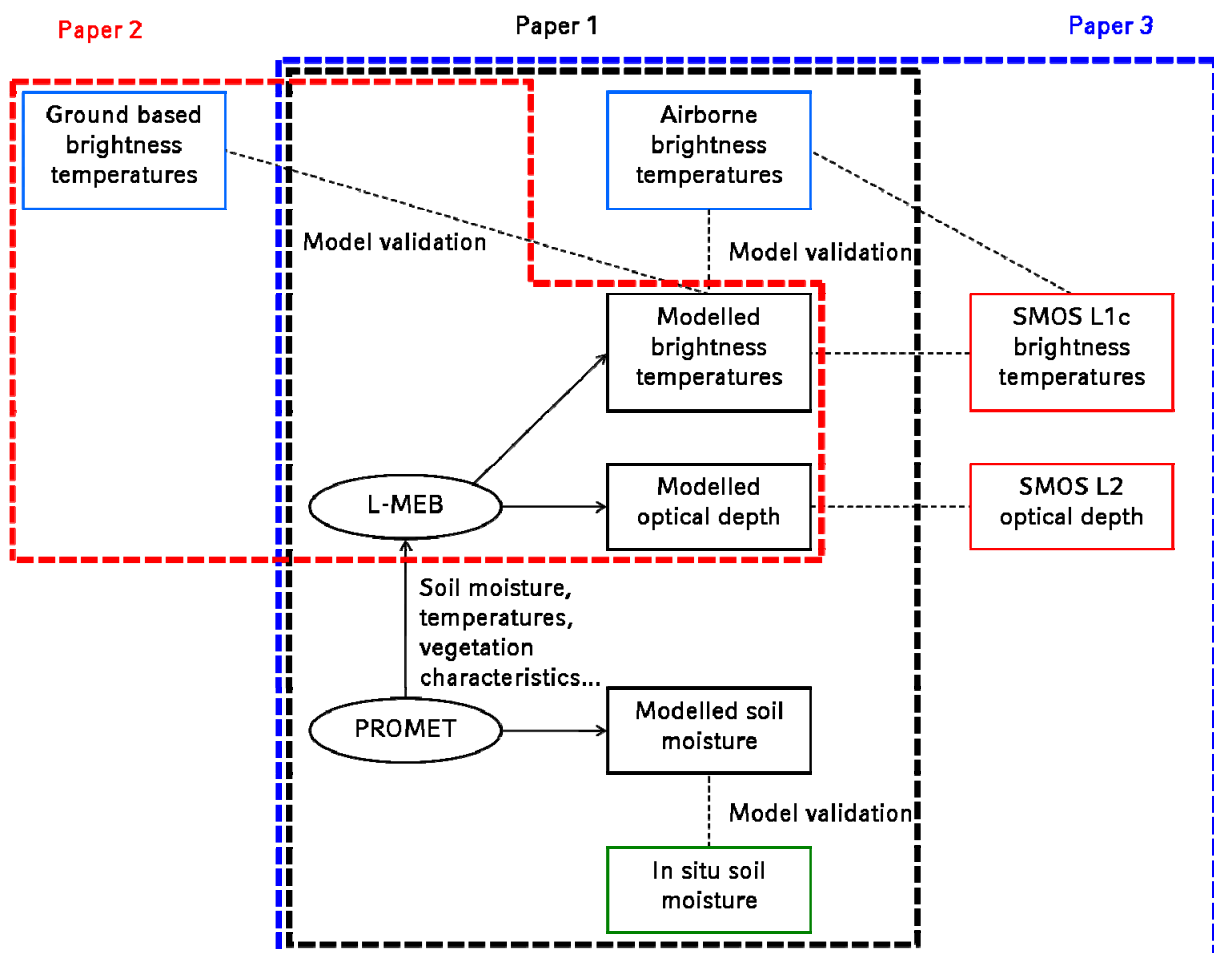 Paper 2
Paper 1
Paper 3
Ground based
brightness
temperatures
Airborne
brightness
temperatures
Model validation
Model validation
Modelled
brightness
temperatures
SMOS L1c
brightness
temperatures
L-MEB
Modelled
optical depth
SMOS L2
optical depth
Soil moisture,
temperatures,
vegetation
characteristics...
PROMET
Modelled soil
moisture
Model validation
In situ soil
moisture